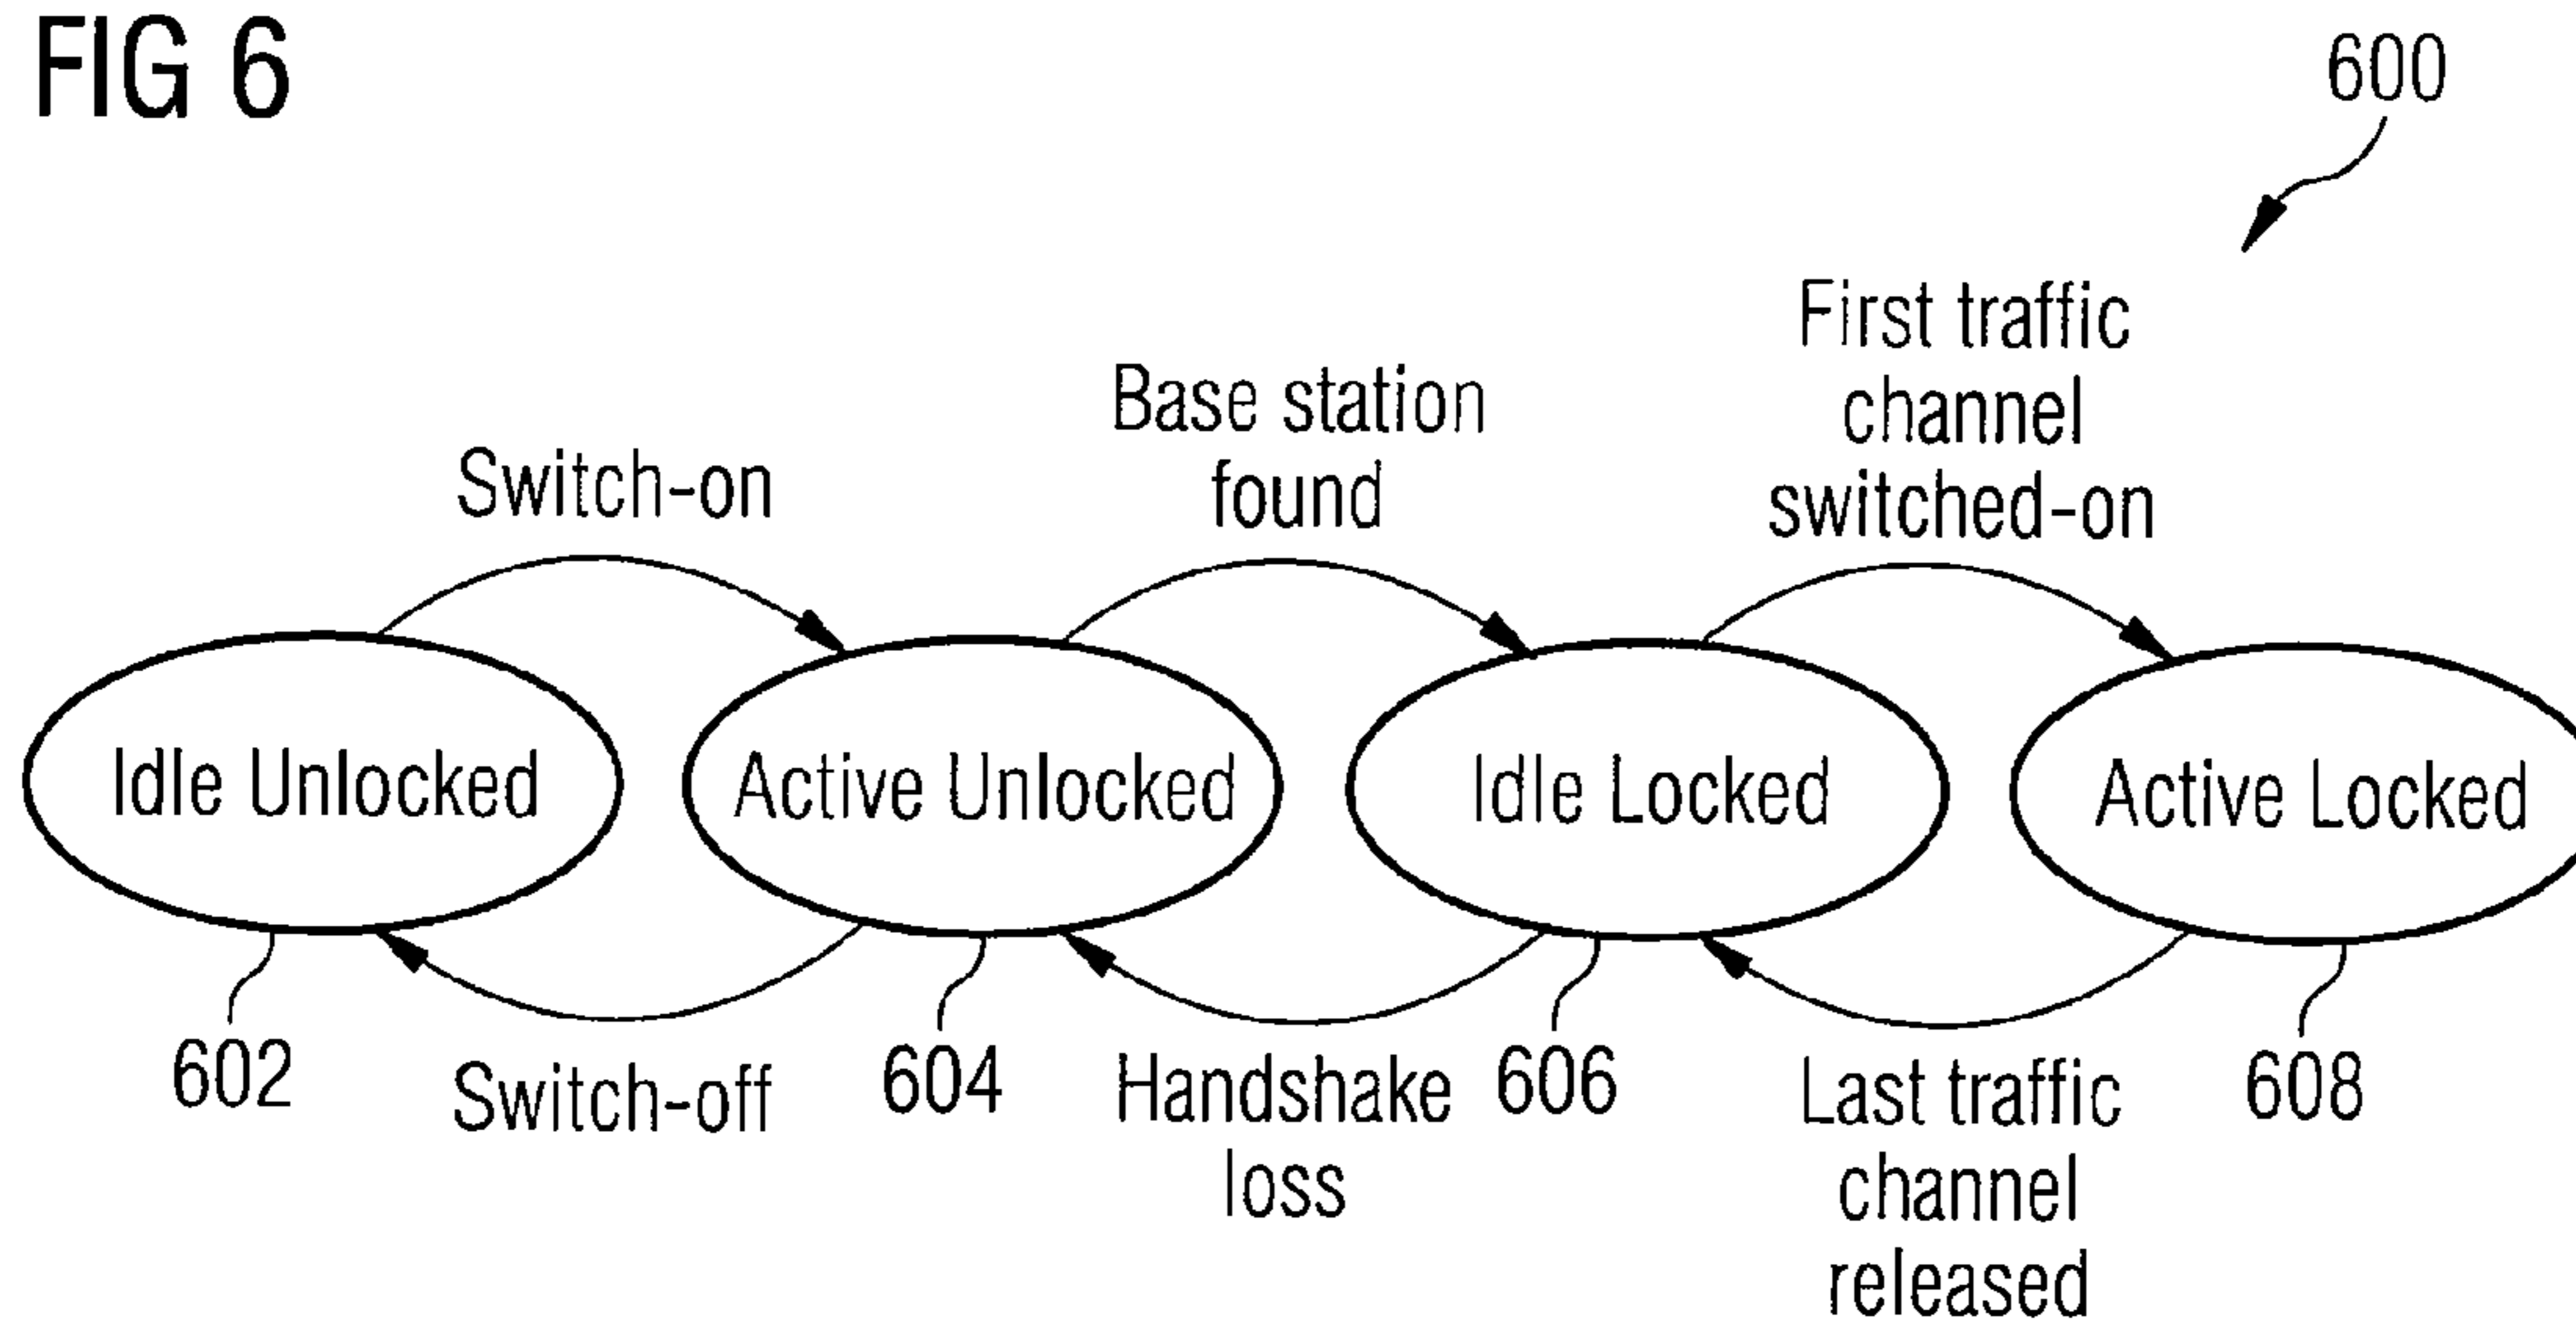 FIG 6
600
First traffic
channel
switched-on
Base station
found
Switch-on
Idle Unlocked
Active Unlocked
Idle Locked
Active Locked
602
Switch-off
604
Handshake
loss
606
Last traffic
channel
released
608